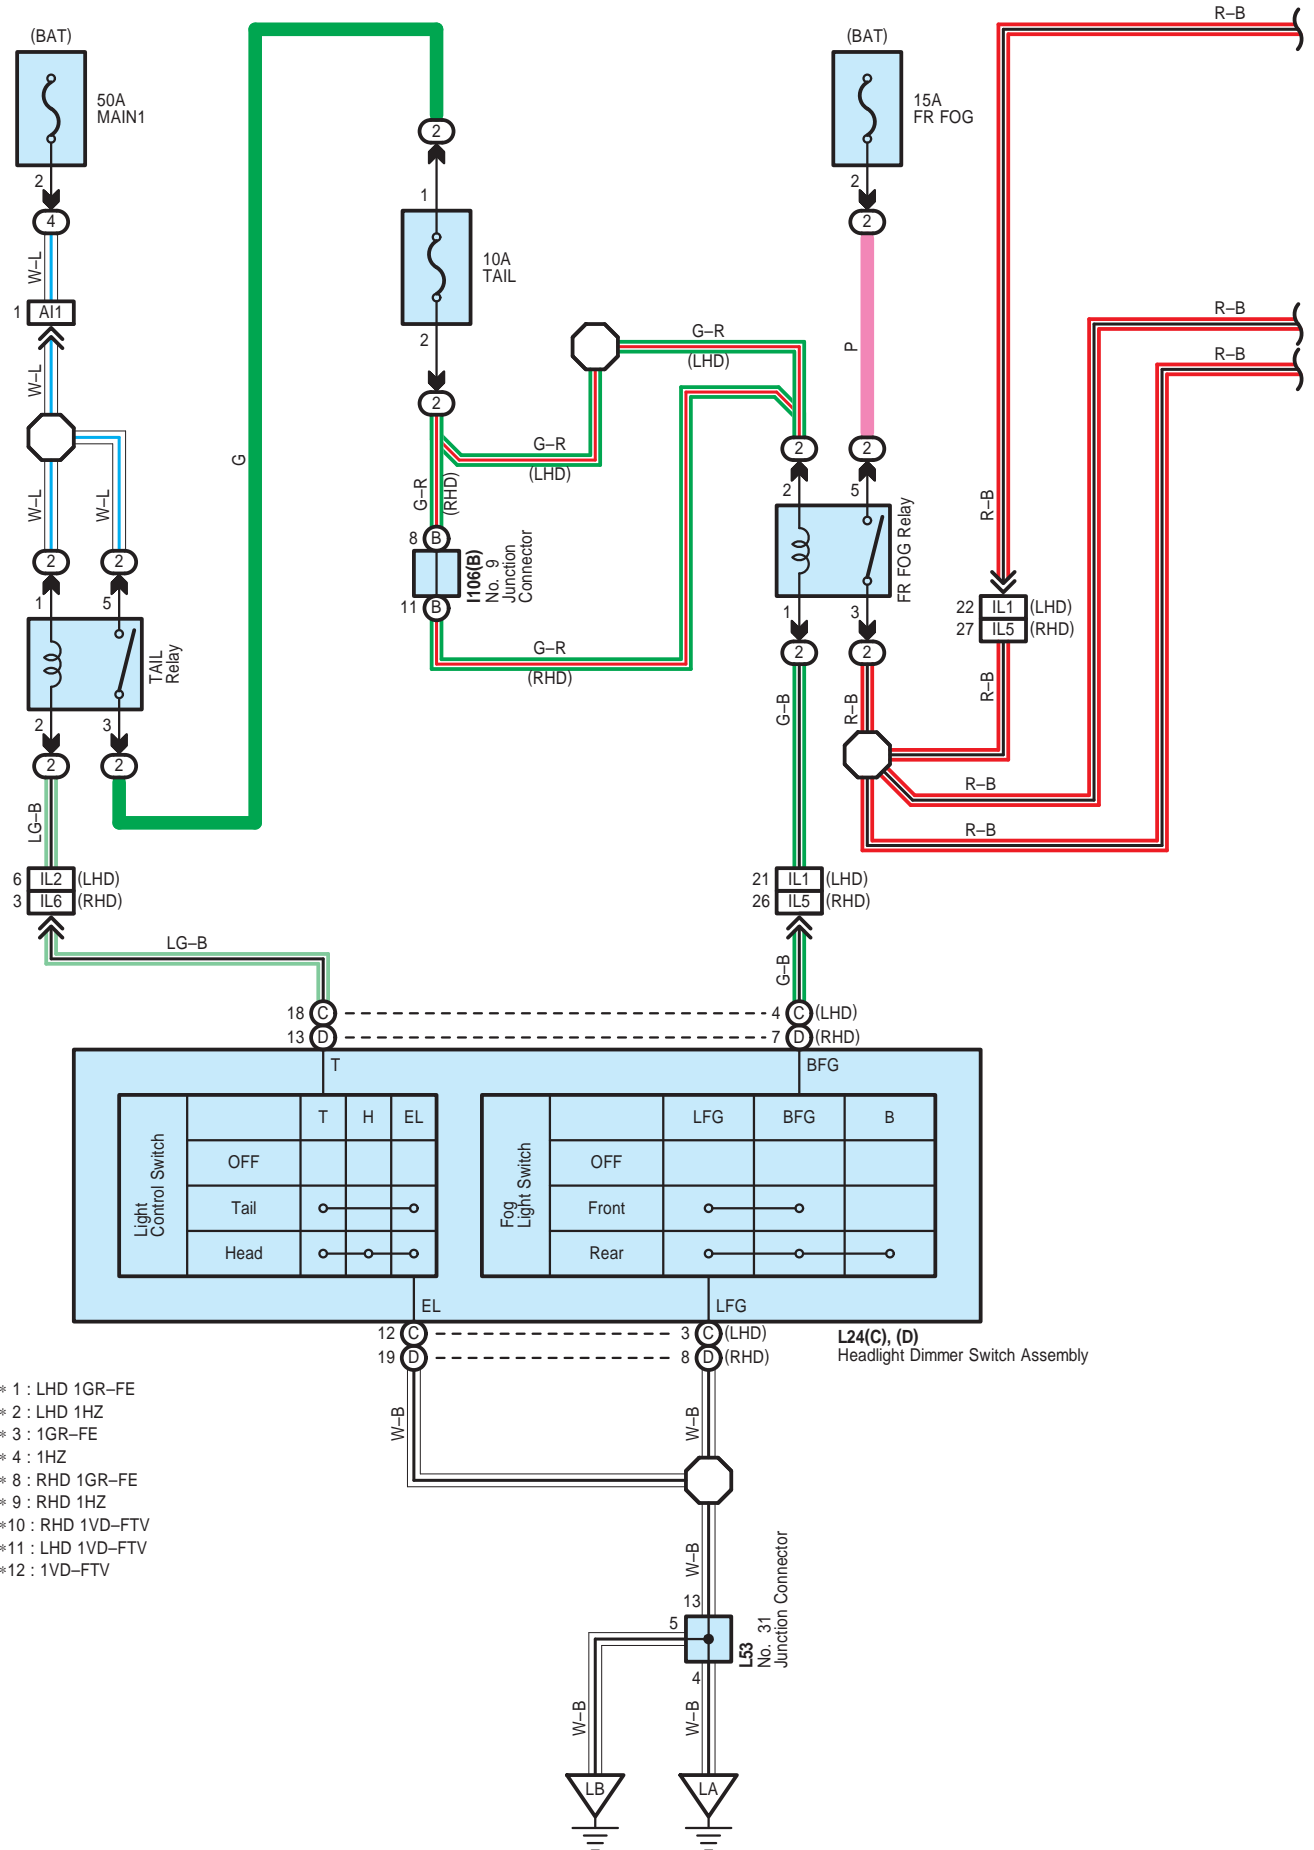 R–B
(BAT)
(BAT)
50A
MAIN1
15A
FR FOG
2
2
1
2
2
4
2
10A
TAIL
W–L
1 AI1
R–B
G–R
(LHD)
2
P
R–B
W–L
2
G
G–R
(LHD)
2
2
W–L
W–L
G–R
(RHD)
2
5
R–B
2
2
8 B
I106(B)
No. 9
Junction
Connector
FR FOG Relay
1
5
11 B
1
3
22 IL1 (LHD)
27 IL5 (RHD)
TAIL
Relay
G–R
(RHD)
2
2
R–B
G–B
R–B
2
3
2
2
R–B
LG–B
R–B
6 IL2 (LHD)
3 IL6 (RHD)
21 IL1 (LHD)
26 IL5 (RHD)
LG–B
G–B
18 C
4 C (LHD)
13 D
7 D (RHD)
T
BFG
Light
Control Switch
T H EL
OFF
Tail
Head
Fog
Light Switch
LFG BFG B
OFF
Front
Rear
EL
LFG
12 C
3 C (LHD)
19 D
8 D (RHD)
L24(C), (D)
Headlight Dimmer Switch Assembly
* 1 : LHD 1GR–FE
* 2 : LHD 1HZ
* 3 : 1GR–FE
* 4 : 1HZ
* 8 : RHD 1GR–FE
* 9 : RHD 1HZ
*10 : RHD 1VD–FTV
*11 : LHD 1VD–FTV
*12 : 1VD–FTV
W–B
W–B
W–B
13
5
4
L53
No. 31
Junction Connector
W–B
W–B
LB
LA